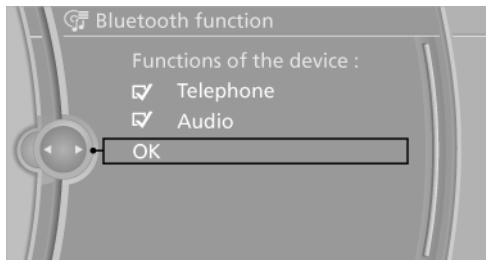 Bluetooth function
Functions of the device :
Telephone
Audio
OK